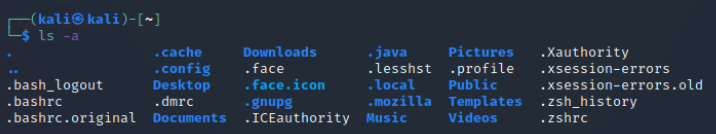 ┌──(kali㉿kali)-[~]
└─$ ls -a
. .cache Downloads .java Pictures .Xauthority
.. .config .face .lesshst .profile .xsession-errors
.bash_logout Desktop .face.icon .local Public .xsession-errors.old
.bashrc .dmrc .gnupg .mozilla Templates .zsh_history
.bashrc.original Documents .ICEauthority Music Videos .zshrc